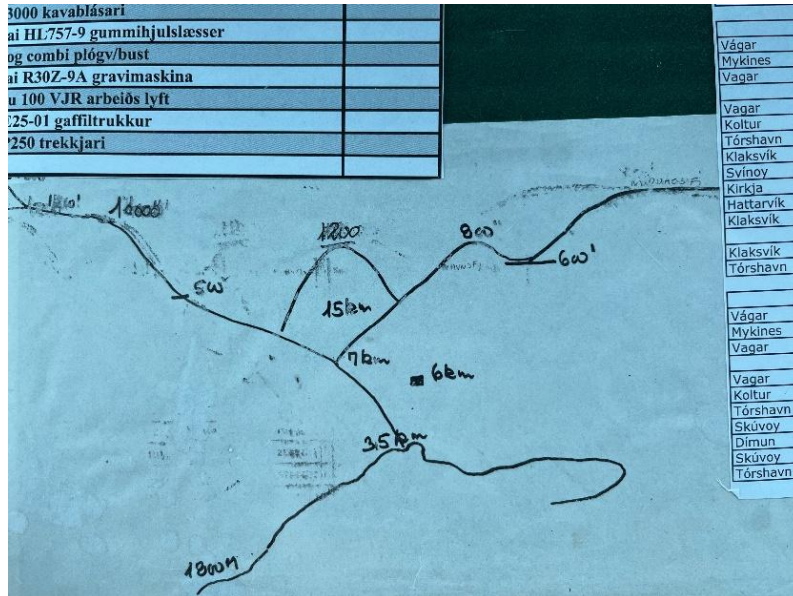 3000 kavablásari
ai HL757-9 gummihjulslæsser
og combi plógv/bust
ai R30Z-9A gravimaskina
u 100 VJR arbeiðs lyft
E25-01 gaffiltrukkur
P250 trekkjari
Vágar
Mykines
Vagar
Vagar
Koltur
Tórshavn
Klaksvík
Svínoy
Kirkja
Hattarvík
Klaksvík
Klaksvík
Tórshavn
Vágar
Mykines
Vagar
Vagar
Koltur
Tórshavn
Skúvoy
Dímun
Skúvoy
Tórshavn
1000'
1200
800'
600'
500'
15km
7km
6km
3,5km
1800M